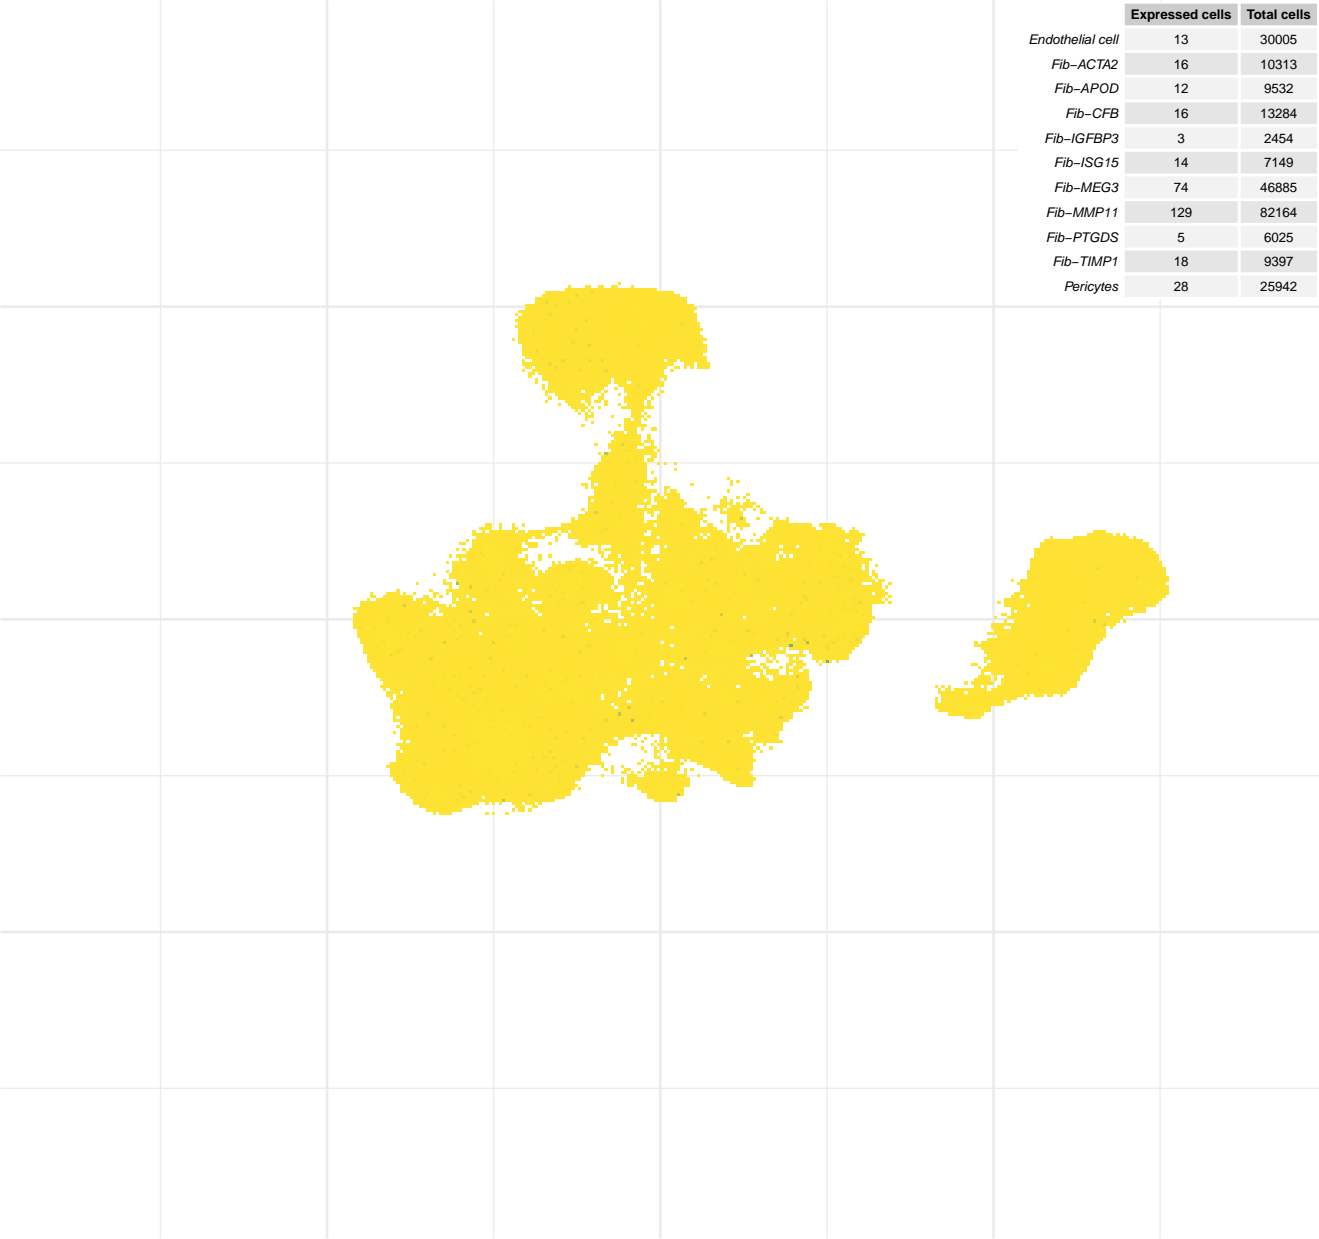 Expressed cells Total cells
Endothelial cell 13 30005
Fib−ACTA2 16 10313
Fib−APOD 12 9532
Fib−CFB 16 13284
Fib−IGFBP3 3 2454
Fib−ISG15 14 7149
Fib−MEG3 74 46885
Fib−MMP11 129 82164
Fib−PTGDS 5 6025
Fib−TIMP1 18 9397
Pericytes 28 25942